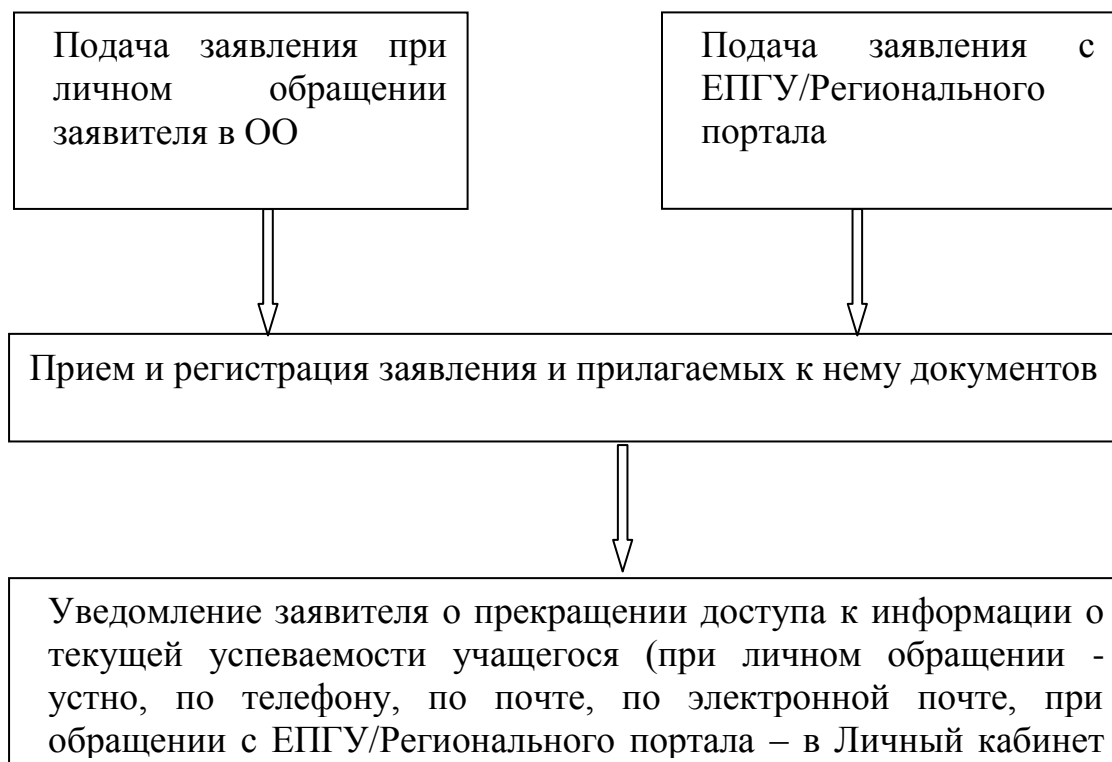 Подача заявления при
личном обращении
заявителя в ОО
Подача заявления с
ЕПГУ/Регионального
портала
Прием и регистрация заявления и прилагаемых к нему документов
Уведомление заявителя о прекращении доступа к информации о
текущей успеваемости учащегося (при личном обращении -
устно, по телефону, по почте, по электронной почте, при
обращении с ЕПГУ/Регионального портала – в Личный кабинет